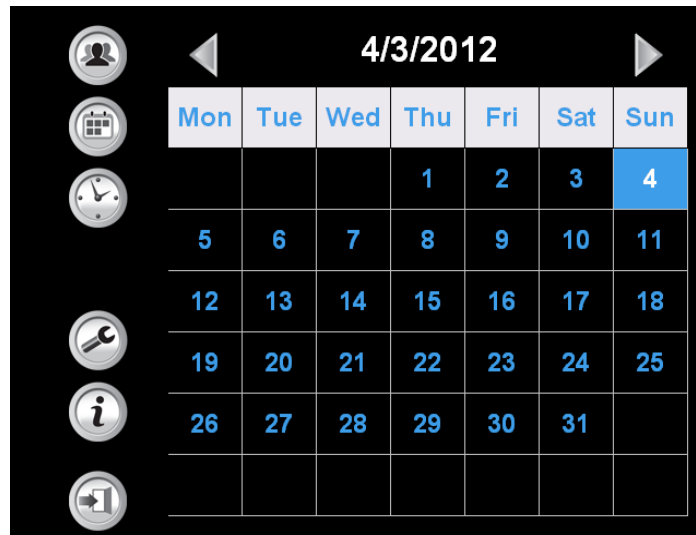 4/3/2012
Mon Tue Wed Thu Fri Sat Sun
1 2 3 4
5 6 7 8 9 10 11
12 13 14 15 16 17 18
19 20 21 22 23 24 25
26 27 28 29 30 31
i